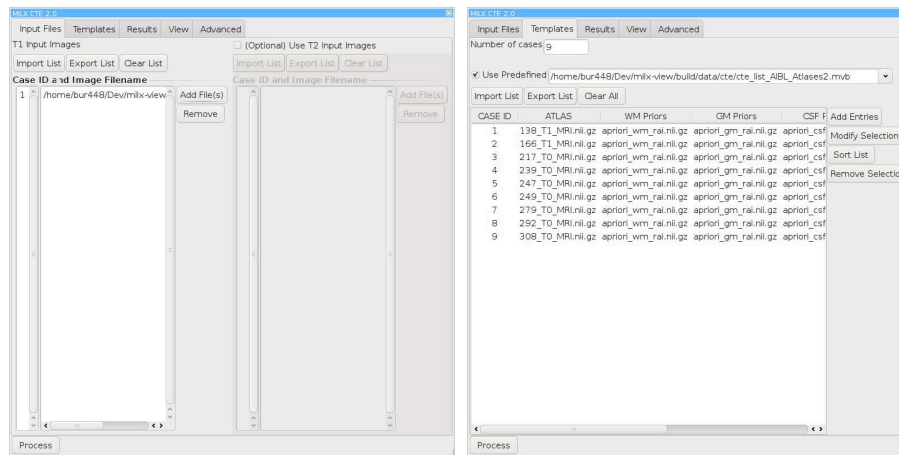 MILX CTE 2.0
Input Files Templates Results View Advanced
T1 Input Images
(Optional) Use T2 Input Images
Import List Export List Clear List
Import List Export List Clear List
Case ID and Image Filename
Case ID and Image Filename
1 /home/bur448/Dev/milx-view
Add File(s)
Remove
Add File(s)
Remove
Process
MILX CTE 2.0
Input Files Templates Results View Advanced
Number of cases 9
Use Predefined /home/bur448/Dev/milx-view/build/data/cte/cte_list_AIBL_Atlases2.mvb
Import List Export List Clear All
CASE ID ATLAS WM Priors GM Priors CSF P
1 138_T1_MRI.nii.gz apriori_wm_rai.nii.gz apriori_gm_rai.nii.gz apriori_csf
2 166_T1_MRI.nii.gz apriori_wm_rai.nii.gz apriori_gm_rai.nii.gz apriori_csf
3 217_T0_MRI.nii.gz apriori_wm_rai.nii.gz apriori_gm_rai.nii.gz apriori_csf
4 239_T0_MRI.nii.gz apriori_wm_rai.nii.gz apriori_gm_rai.nii.gz apriori_csf
5 247_T0_MRI.nii.gz apriori_wm_rai.nii.gz apriori_gm_rai.nii.gz apriori_csf
6 249_T0_MRI.nii.gz apriori_wm_rai.nii.gz apriori_gm_rai.nii.gz apriori_csf
7 279_T0_MRI.nii.gz apriori_wm_rai.nii.gz apriori_gm_rai.nii.gz apriori_csf
8 292_T0_MRI.nii.gz apriori_wm_rai.nii.gz apriori_gm_rai.nii.gz apriori_csf
9 308_T0_MRI.nii.gz apriori_wm_rai.nii.gz apriori_gm_rai.nii.gz apriori_csf
Add Entries
Modify Selection
Sort List
Remove Selectio
Process